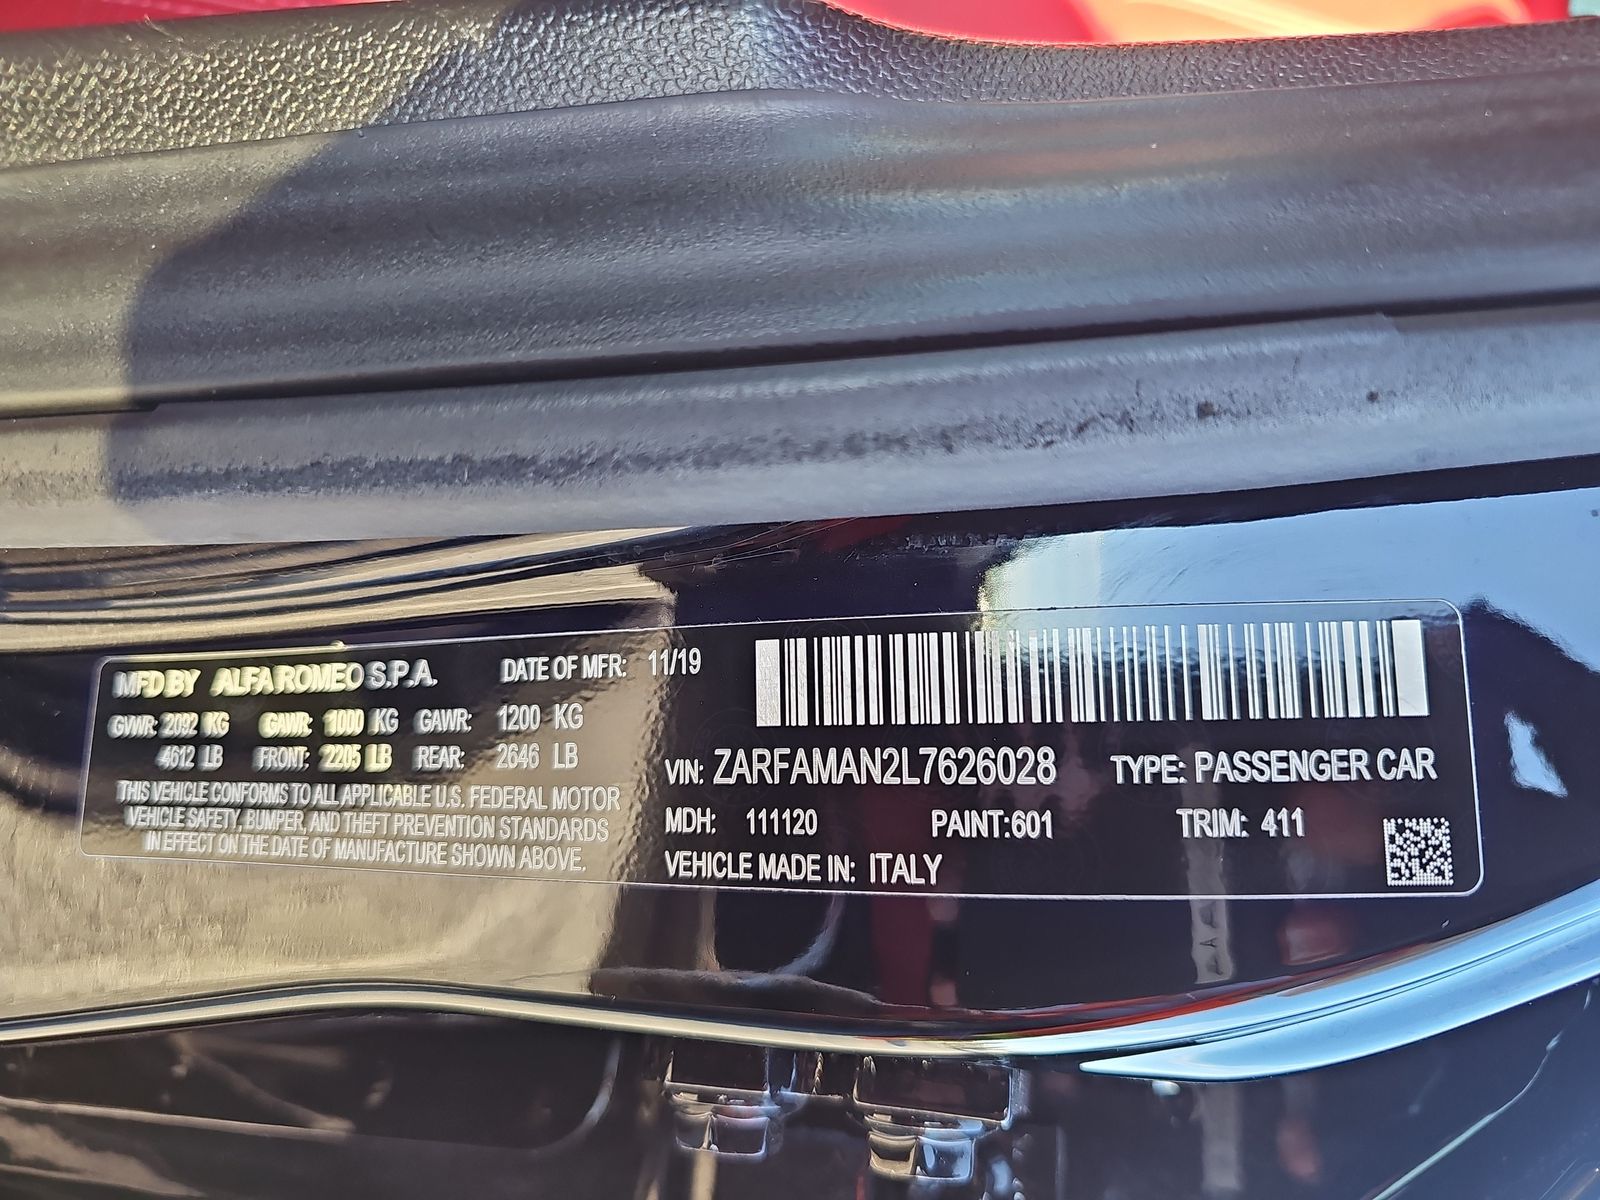 MFD BY ALFA ROMEO S.P.A. DATE OF MFR: 11/19
GVWR: 2092 KG GAWR: 1000 KG GAWR: 1200 KG
4612 LB FRONT: 2205 LB REAR: 2646 LB
THIS VEHICLE CONFORMS TO ALL APPLICABLE U.S. FEDERAL MOTOR
VEHICLE SAFETY, BUMPER, AND THEFT PREVENTION STANDARDS
IN EFFECT ON THE DATE OF MANUFACTURE SHOWN ABOVE.
VIN: ZARFAMAN2L7626028 TYPE: PASSENGER CAR
MDH: 111120 PAINT:601 TRIM: 411
VEHICLE MADE IN: ITALY